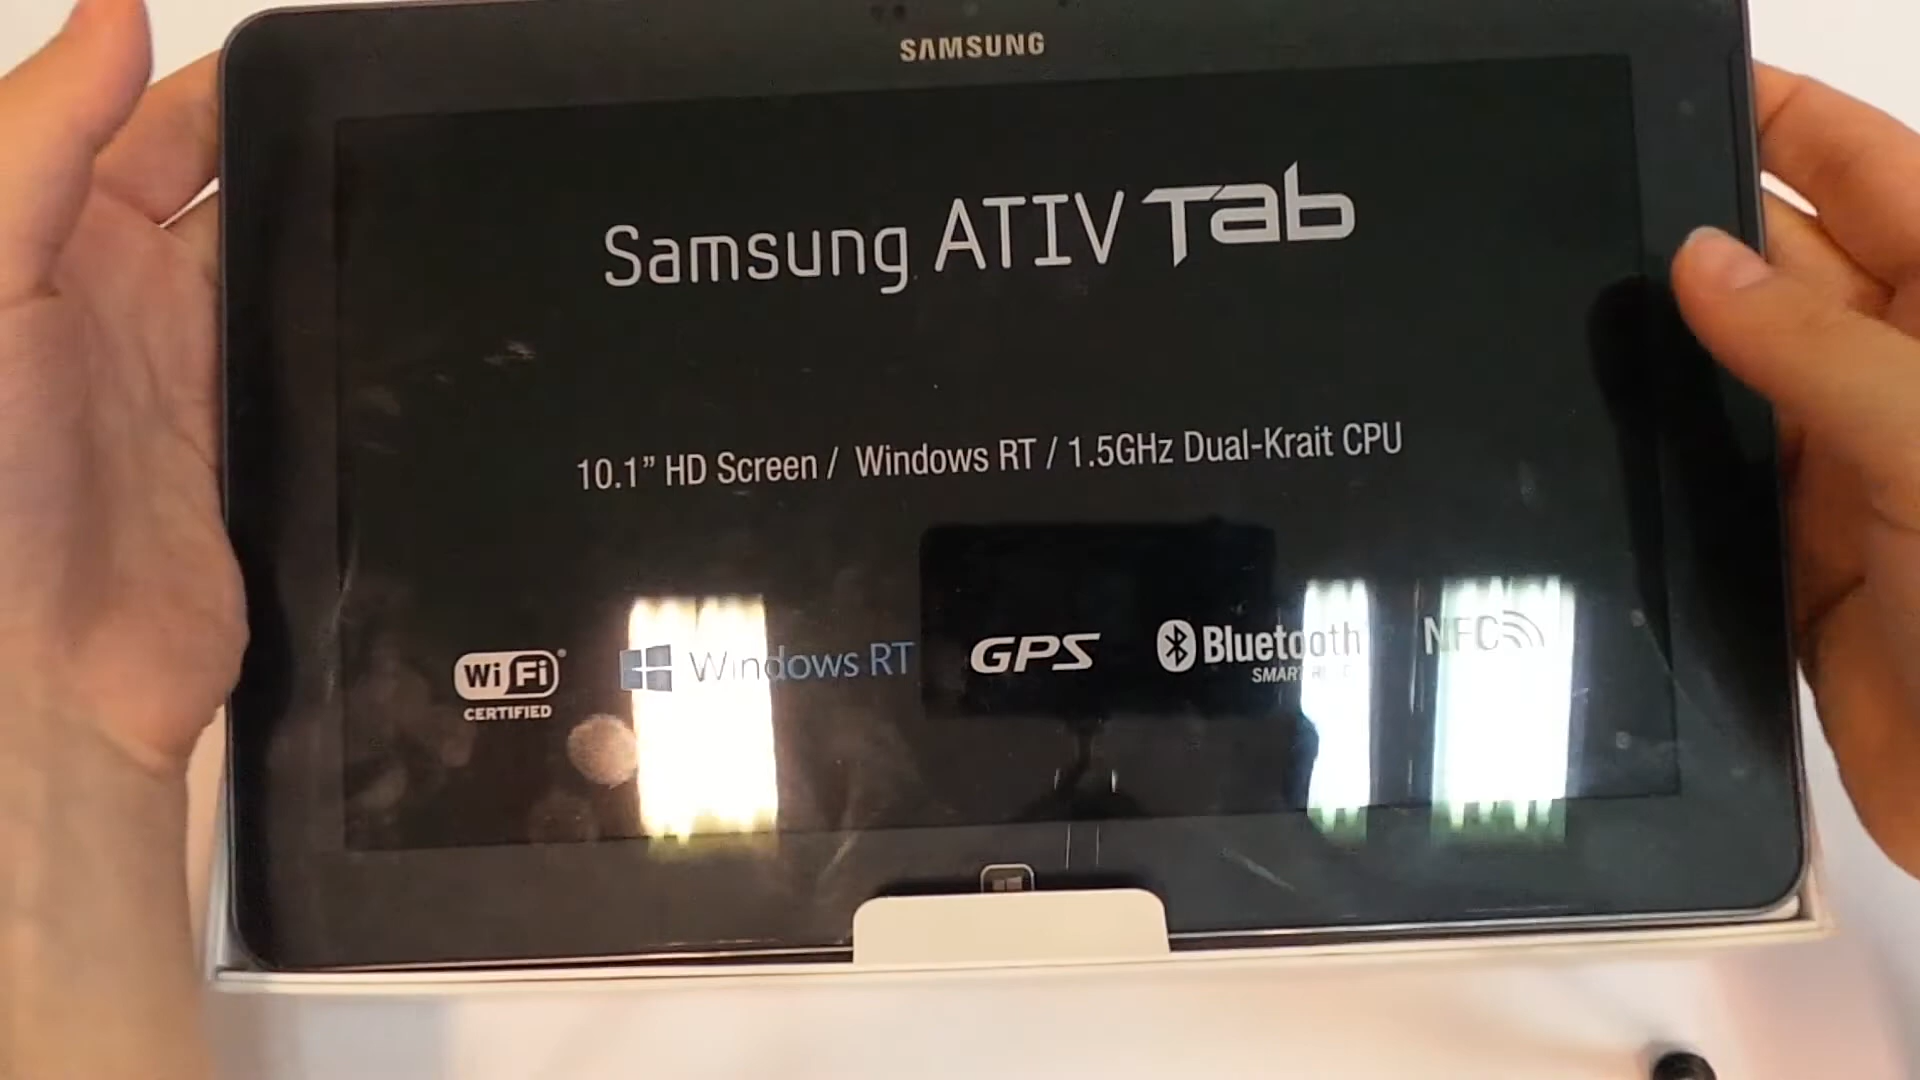 SAMSUNG
Samsung ATIV Tab
10.1” HD Screen / Windows RT / 1.5GHz Dual-Krait CPU
Wi Fi® Windows RT GPS Bluetooth NFC
CERTIFIED SMART